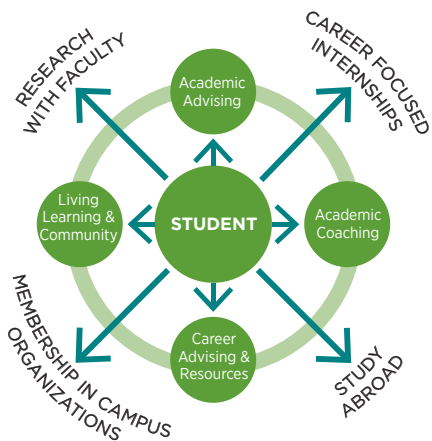 RESEARCH
WITH FACULTY
CAREER FOCUSED
INTERNSHIPS
Academic
Advising
Living
Learning &
Community
STUDENT
Academic
Coaching
Career
Advising &
Resources
MEMBERSHIP IN CAMPUS
ORGANIZATIONS
STUDY
ABROAD